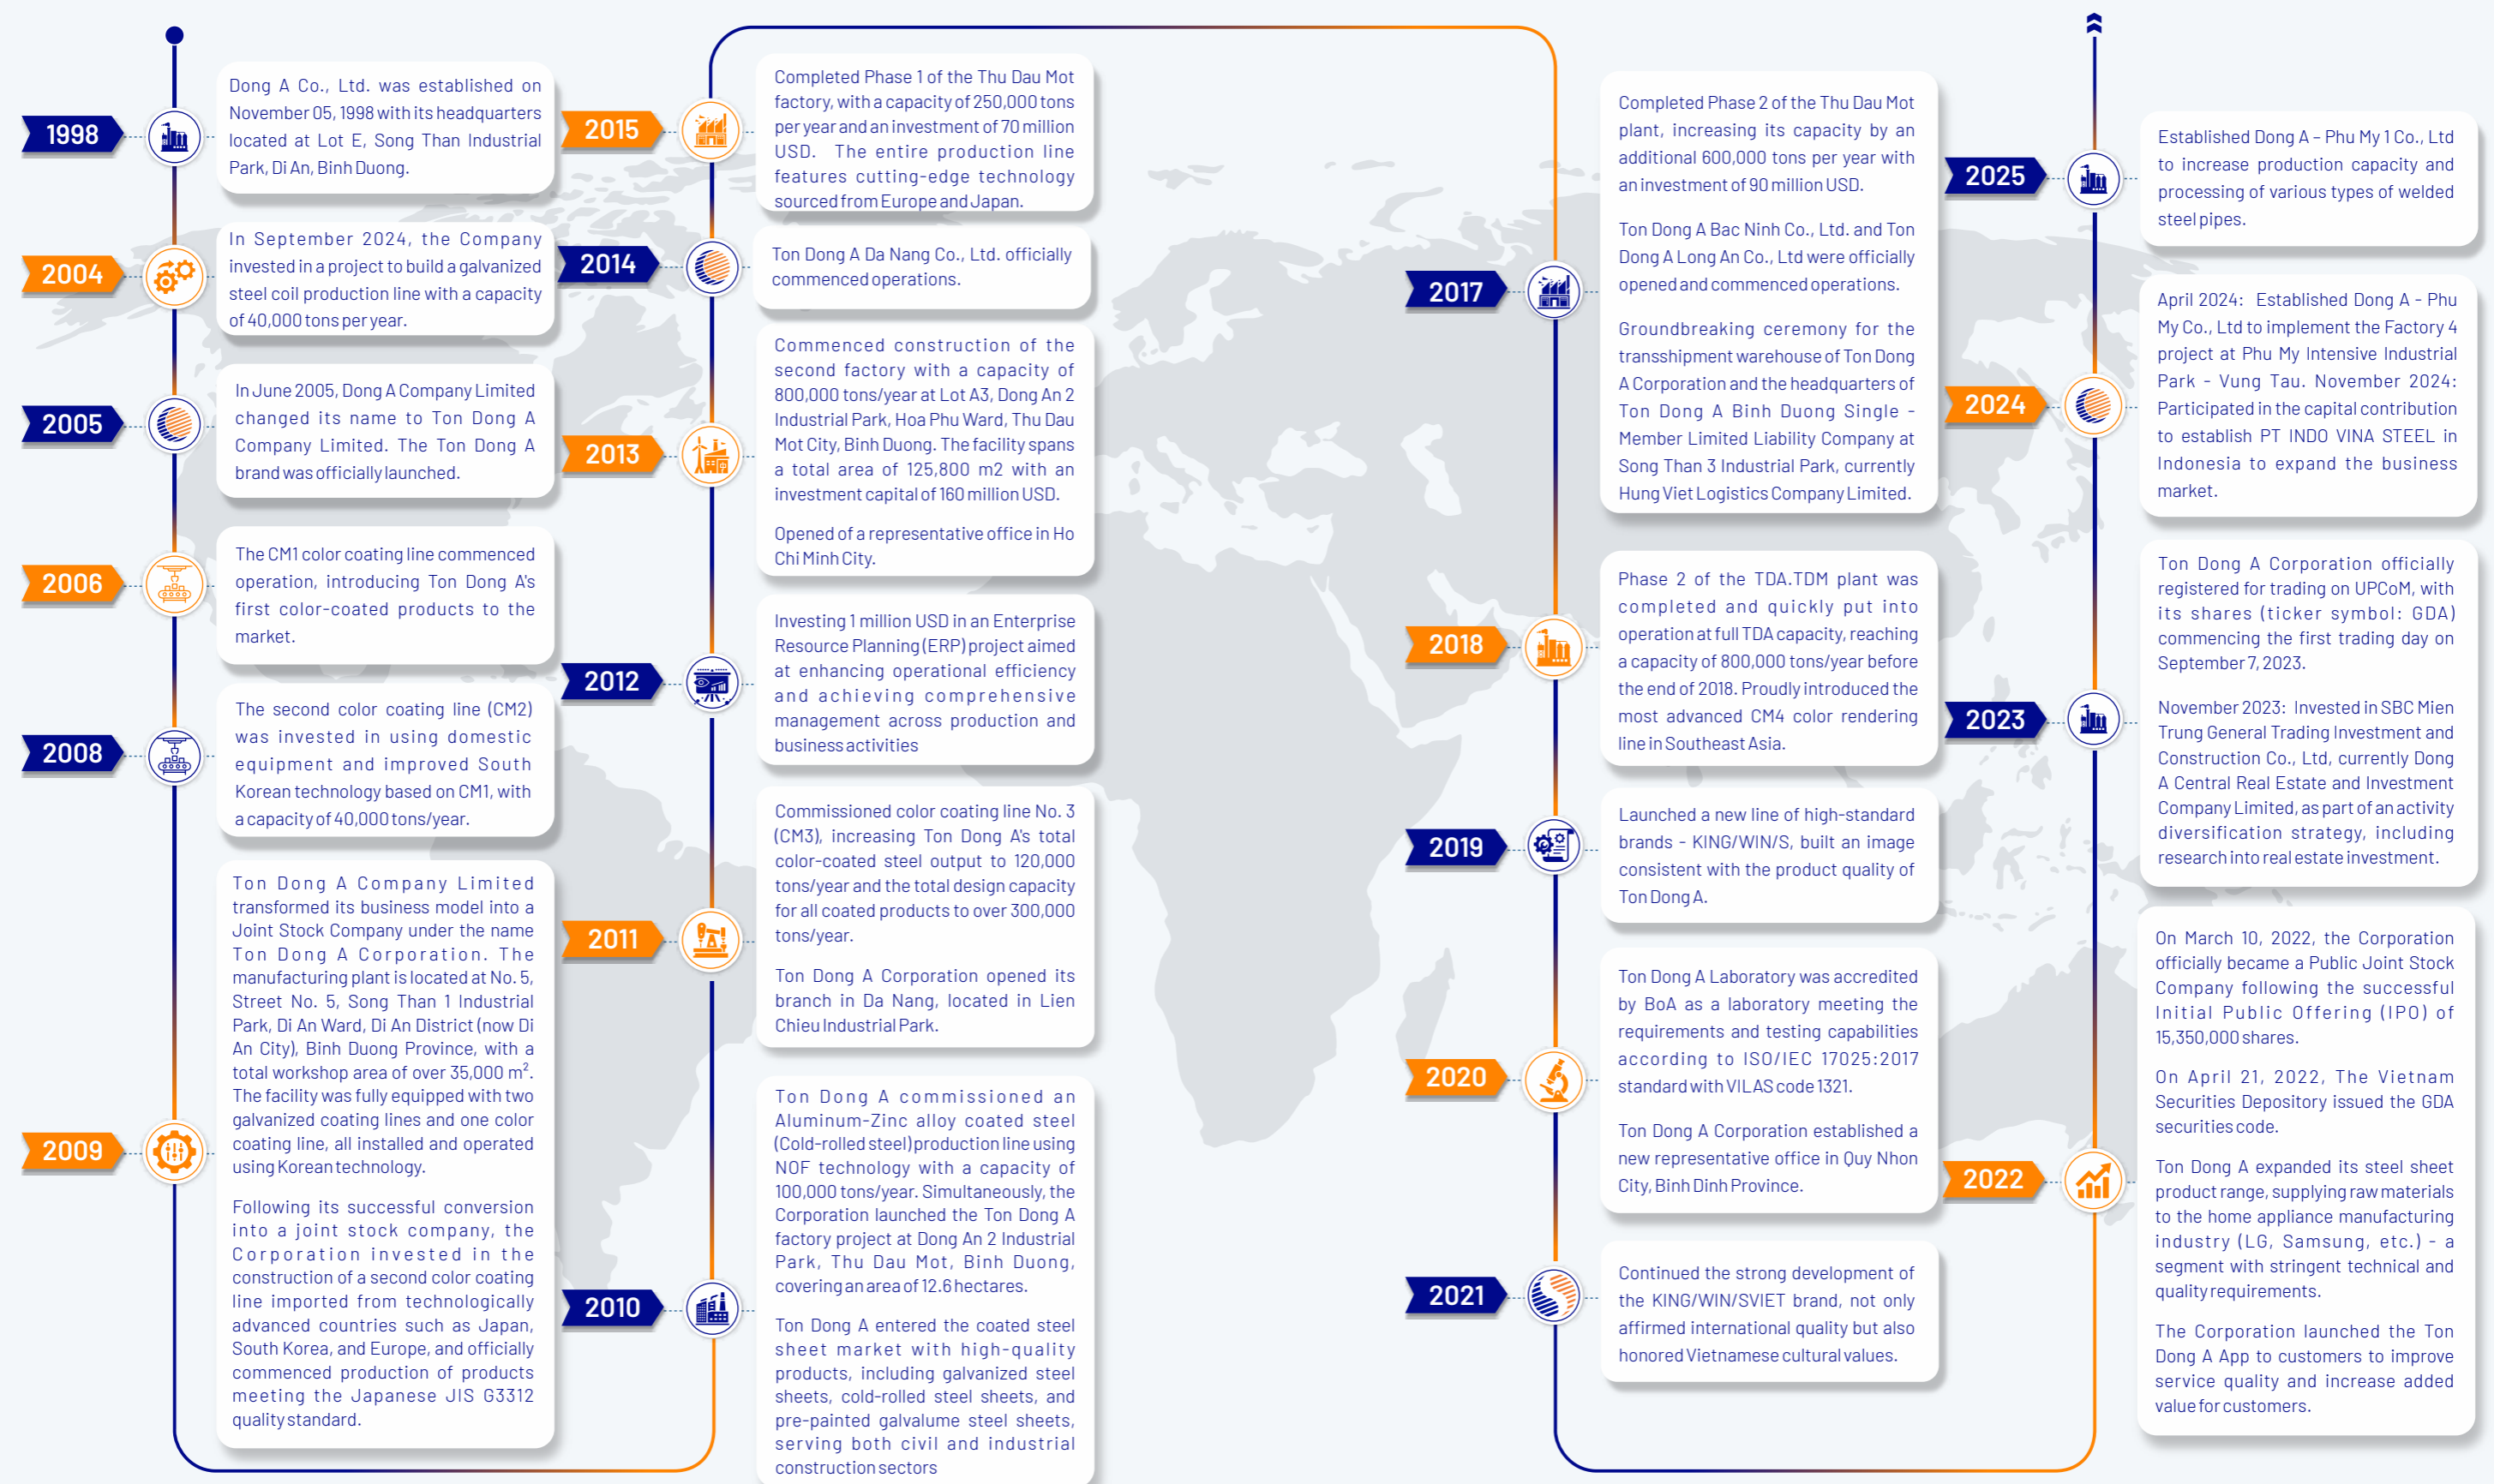 1998
Dong A Co., Ltd. was established on
November 05, 1998 with its headquarters
located at Lot E, Song Than Industrial
Park, Di An, Binh Duong.
2004
In September 2024, the Company
invested in a project to build a galvanized
steel coil production line with a capacity
of 40,000 tons per year.
2005
In June 2005, Dong A Company Limited
changed its name to Ton Dong A
Company Limited. The Ton Dong A
brand was officially launched.
2006
The CM1 color coating line commenced
operation, introducing Ton Dong A's
first color-coated products to the
market.
2008
The second color coating line (CM2)
was invested in using domestic
equipment and improved South
Korean technology based on CM1, with
a capacity of 40,000 tons/year.
2009
Ton Dong A Company Limited
transformed its business model into a
Joint Stock Company under the name
Ton Dong A Corporation. The
manufacturing plant is located at No. 5,
Street No. 5, Song Than 1 Industrial
Park, Di An Ward, Di An District (now Di
An City), Binh Duong Province, with a
total workshop area of over 35,000 m².
The facility was fully equipped with two
galvanized coating lines and one color
coating line, all installed and operated
using Korean technology.
Following its successful conversion
into a joint stock company, the
Corporation invested in the
construction of a second color coating
line imported from technologically
advanced countries such as Japan,
South Korea, and Europe, and officially
commenced production of products
meeting the Japanese JIS G3312
quality standard.
2010
Ton Dong A commissioned an
Aluminum-Zinc alloy coated steel
(Cold-rolled steel) production line using
NOF technology with a capacity of
100,000 tons/year. Simultaneously, the
Corporation launched the Ton Dong A
factory project at Dong An 2 Industrial
Park, Thu Dau Mot, Binh Duong,
covering an area of 12.6 hectares.
Ton Dong A entered the coated steel
sheet market with high-quality
products, including galvanized steel
sheets, cold-rolled steel sheets, and
pre-painted galvalume steel sheets,
serving both civil and industrial
construction sectors
2011
Commissioned color coating line No. 3
(CM3), increasing Ton Dong A's total
color-coated steel output to 120,000
tons/year and the total design capacity
for all coated products to over 300,000
tons/year.
Ton Dong A Corporation opened its
branch in Da Nang, located in Lien
Chieu Industrial Park.
2012
Investing 1 million USD in an Enterprise
Resource Planning (ERP) project aimed
at enhancing operational efficiency
and achieving comprehensive
management across production and
business activities
2013
Commenced construction of the
second factory with a capacity of
800,000 tons/year at Lot A3, Dong An 2
Industrial Park, Hoa Phu Ward, Thu Dau
Mot City, Binh Duong. The facility spans
a total area of 125,800 m2 with an
investment capital of 160 million USD.
Opened of a representative office in Ho
Chi Minh City.
2014
Ton Dong A Da Nang Co., Ltd. officially
commenced operations.
2015
Completed Phase 1 of the Thu Dau Mot
factory, with a capacity of 250,000 tons
per year and an investment of 70 million
USD. The entire production line
features cutting-edge technology
sourced from Europe and Japan.
2017
Completed Phase 2 of the Thu Dau Mot
plant, increasing its capacity by an
additional 600,000 tons per year with
an investment of 90 million USD.
Ton Dong A Bac Ninh Co., Ltd. and Ton
Dong A Long An Co., Ltd were officially
opened and commenced operations.
Groundbreaking ceremony for the
transshipment warehouse of Ton Dong
A Corporation and the headquarters of
Ton Dong A Binh Duong Single -
Member Limited Liability Company at
Song Than 3 Industrial Park, currently
Hung Viet Logistics Company Limited.
2018
Phase 2 of the TDA.TDM plant was
completed and quickly put into
operation at full TDA capacity, reaching
a capacity of 800,000 tons/year before
the end of 2018. Proudly introduced the
most advanced CM4 color rendering
line in Southeast Asia.
2019
Launched a new line of high-standard
brands - KING/WIN/S, built an image
consistent with the product quality of
Ton Dong A.
2020
Ton Dong A Laboratory was accredited
by BoA as a laboratory meeting the
requirements and testing capabilities
according to ISO/IEC 17025:2017
standard with VILAS code 1321.
Ton Dong A Corporation established a
new representative office in Quy Nhon
City, Binh Dinh Province.
2021
Continued the strong development of
the KING/WIN/SVIET brand, not only
affirmed international quality but also
honored Vietnamese cultural values.
2022
On March 10, 2022, the Corporation
officially became a Public Joint Stock
Company following the successful
Initial Public Offering (IPO) of
15,350,000 shares.
On April 21, 2022, The Vietnam
Securities Depository issued the GDA
securities code.
Ton Dong A expanded its steel sheet
product range, supplying raw materials
to the home appliance manufacturing
industry (LG, Samsung, etc.) - a
segment with stringent technical and
quality requirements.
The Corporation launched the Ton
Dong A App to customers to improve
service quality and increase added
value for customers.
2023
Ton Dong A Corporation officially
registered for trading on UPCoM, with
its shares (ticker symbol: GDA)
commencing the first trading day on
September 7, 2023.
November 2023: Invested in SBC Mien
Trung General Trading Investment and
Construction Co., Ltd, currently Dong
A Central Real Estate and Investment
Company Limited, as part of an activity
diversification strategy, including
research into real estate investment.
2024
April 2024: Established Dong A - Phu
My Co., Ltd to implement the Factory 4
project at Phu My Intensive Industrial
Park - Vung Tau. November 2024:
Participated in the capital contribution
to establish PT INDO VINA STEEL in
Indonesia to expand the business
market.
2025
Established Dong A – Phu My 1 Co., Ltd
to increase production capacity and
processing of various types of welded
steel pipes.